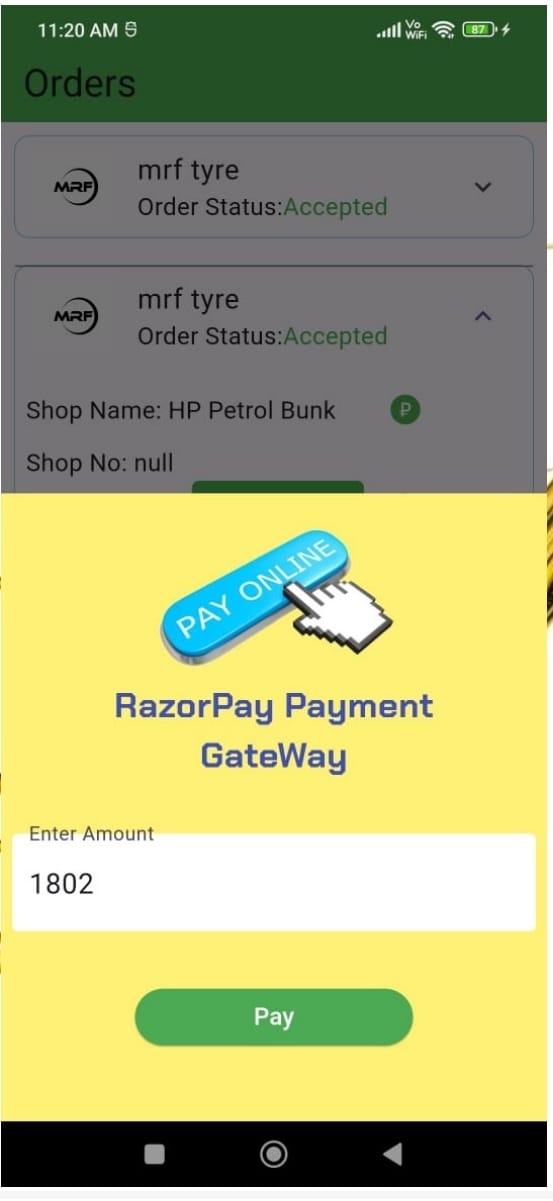 11:20 AM
Vo
WiFi
87
Orders
MRF
mrf tyre
Order Status:Accepted
MRF
mrf tyre
Order Status:Accepted
Shop Name: HP Petrol Bunk
Shop No: null
PAY ONLINE
RazorPay Payment
GateWay
Enter Amount
1802
Pay